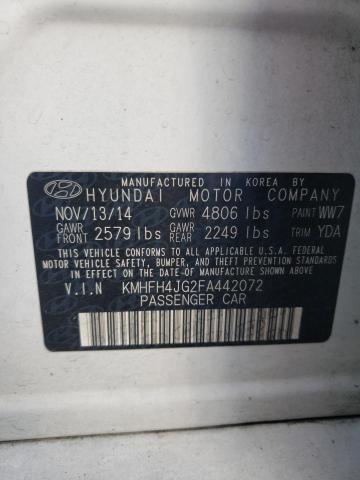 MANUFACTURED IN KOREA BY
HYUNDAI MOTOR COMPANY
NOV/13/14 GVWR 4806 lbs PAINT WW7
GAWR FRONT 2579 lbs GAWR REAR 2249 lbs TRIM YDA
THIS VEHICLE CONFORMS TO ALL APPLICABLE U.S.A. FEDERAL
MOTOR VEHICLE SAFETY, BUMPER, AND THEFT PREVENTION
STANDARDS IN EFFECT ON THE DATE OF MANUFACTURE SHOWN ABOVE.
V.I.N KMHFH4JG2FA442072
PASSENGER CAR